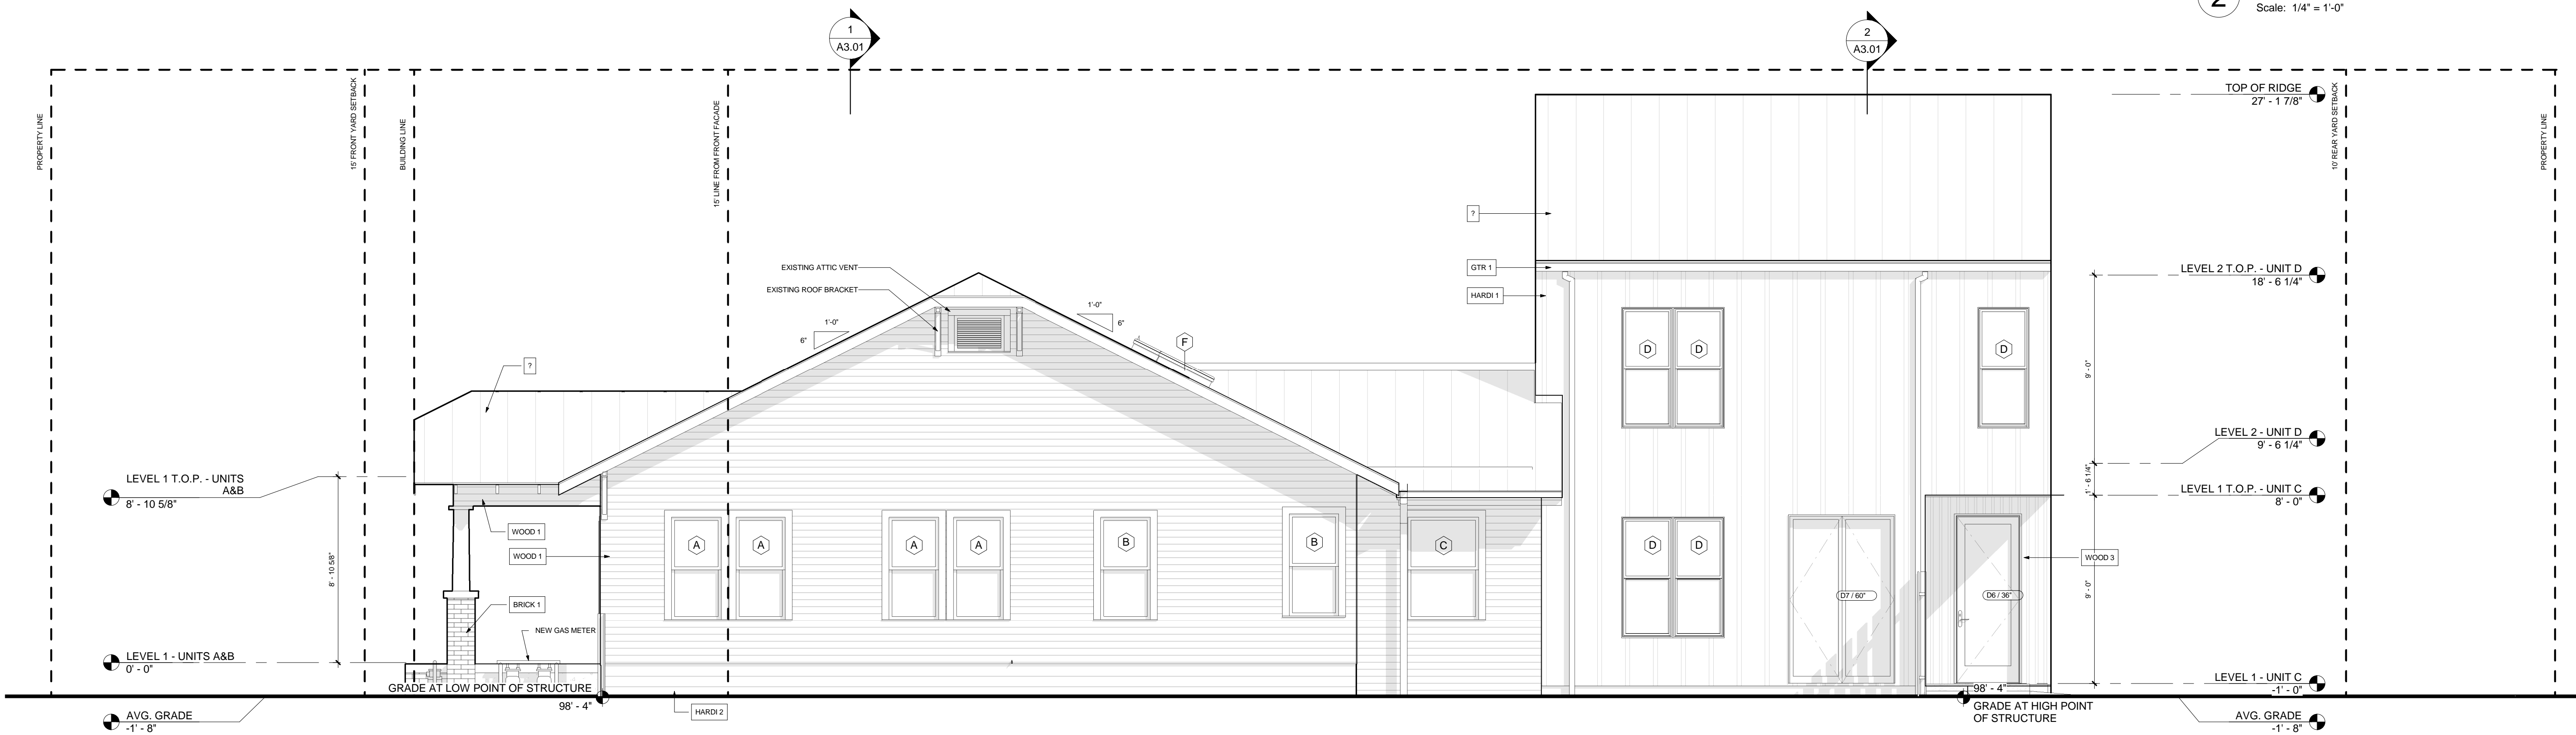 2
Scale: 1/4" = 1'-0"
1
A3.01
2
A3.01
PROPERTY LINE
15' FRONT YARD SETBACK
BUILDING LINE
15' LINE FROM FRONT FACADE
10' REAR YARD SETBACK
PROPERTY LINE
TOP OF RIDGE
27' - 1 7/8"
?
GTR 1
HARDI 1
EXISTING ATTIC VENT
EXISTING ROOF BRACKET
1'-0"
6"
1'-0"
6"
F
?
LEVEL 2 T.O.P. - UNIT D
18' - 6 1/4"
D
D
D
9' - 0"
LEVEL 2 - UNIT D
9' - 6 1/4"
1' - 6 1/4"
LEVEL 1 T.O.P. - UNIT C
8' - 0"
LEVEL 1 T.O.P. - UNITS
A&B
8' - 10 5/8"
8' - 10 5/8"
WOOD 1
WOOD 1
BRICK 1
NEW GAS METER
A
A
A
A
B
B
C
D
D
D7 / 60"
D6 / 36"
WOOD 3
9' - 0"
LEVEL 1 - UNITS A&B
0' - 0"
LEVEL 1 - UNIT C
-1' - 0"
GRADE AT LOW POINT OF STRUCTURE
98' - 4"
HARDI 2
98' - 4"
GRADE AT HIGH POINT
OF STRUCTURE
AVG. GRADE
-1' - 8"
AVG. GRADE
-1' - 8"